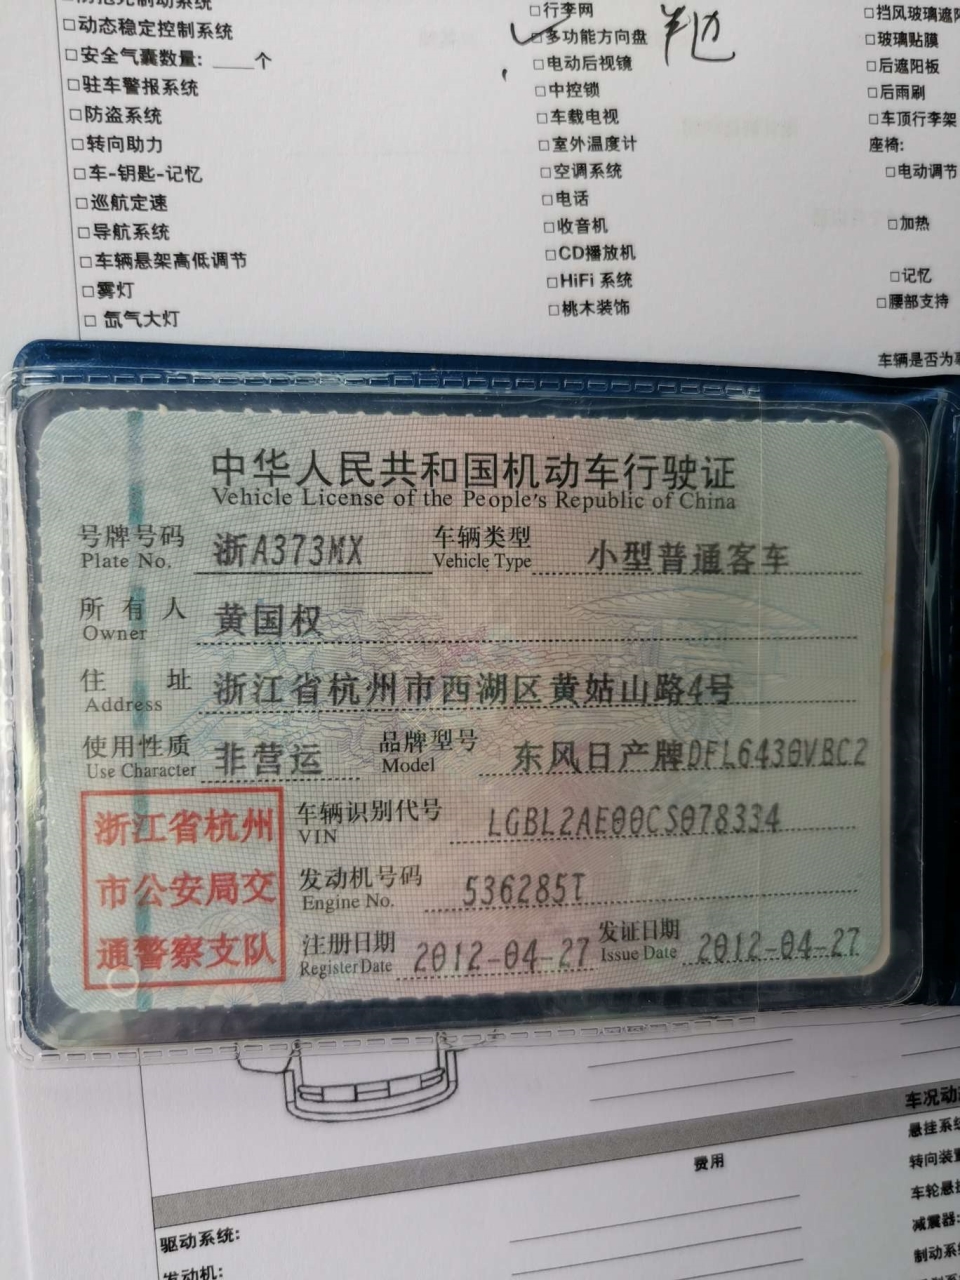 □动态稳定控制系统
□安全气囊数量: ____个
□驻车警报系统
□防盗系统
□转向助力
□车-钥匙-记忆
□巡航定速
□导航系统
□车辆悬架高低调节
□雾灯
□ 氙气大灯
□行李网
□多功能方向盘
□电动后视镜
□中控锁
□车载电视
□室外温度计
□空调系统
□电话
□收音机
□CD播放机
□HiFi 系统
□桃木装饰
□挡风玻璃遮阳
□玻璃贴膜
□后遮阳板
□后雨刷
□车顶行李架
座椅:
□电动调节
□加热
□记忆
□腰部支持
车辆是否为
中华人民共和国机动车行驶证
Vehicle License of the People's Republic of China
号牌号码 浙A373MX 车辆类型 小型普通客车
Plate No. Vehicle Type
所有人 黄国权
Owner
住址 浙江省杭州市西湖区黄姑山路4号
Address
使用性质 非营运 品牌型号 东风日产牌DFL6430VBC2
Use Character Model
浙江省杭州
市公安局交
通警察支队
车辆识别代号 LGBL2AE00CS078334
VIN
发动机号码 536285T
Engine No.
注册日期 2012-04-27 发证日期 2012-04-27
Register Date Issue Date
车况动
费用
悬挂系统
转向装置
车轮悬
减震器:
制动系
驱动系统:
发动机: